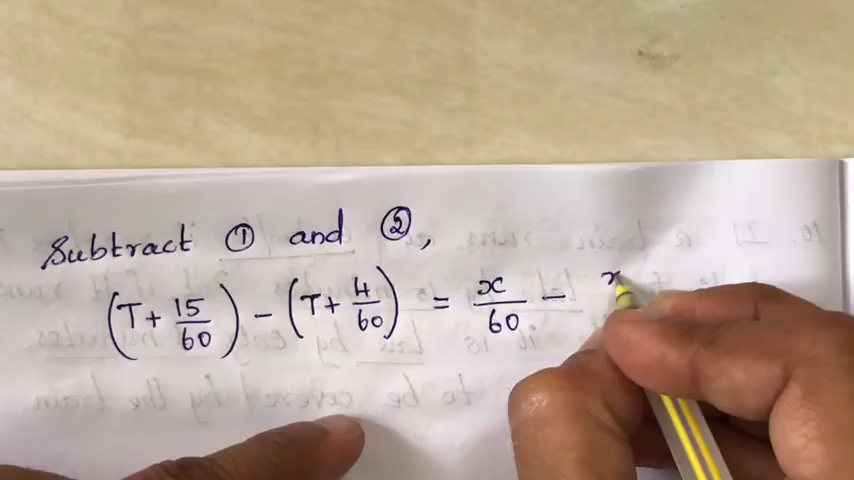 Subtract ① and ②,
(T + 15/60) - (T + 4/60) = x/60 - x